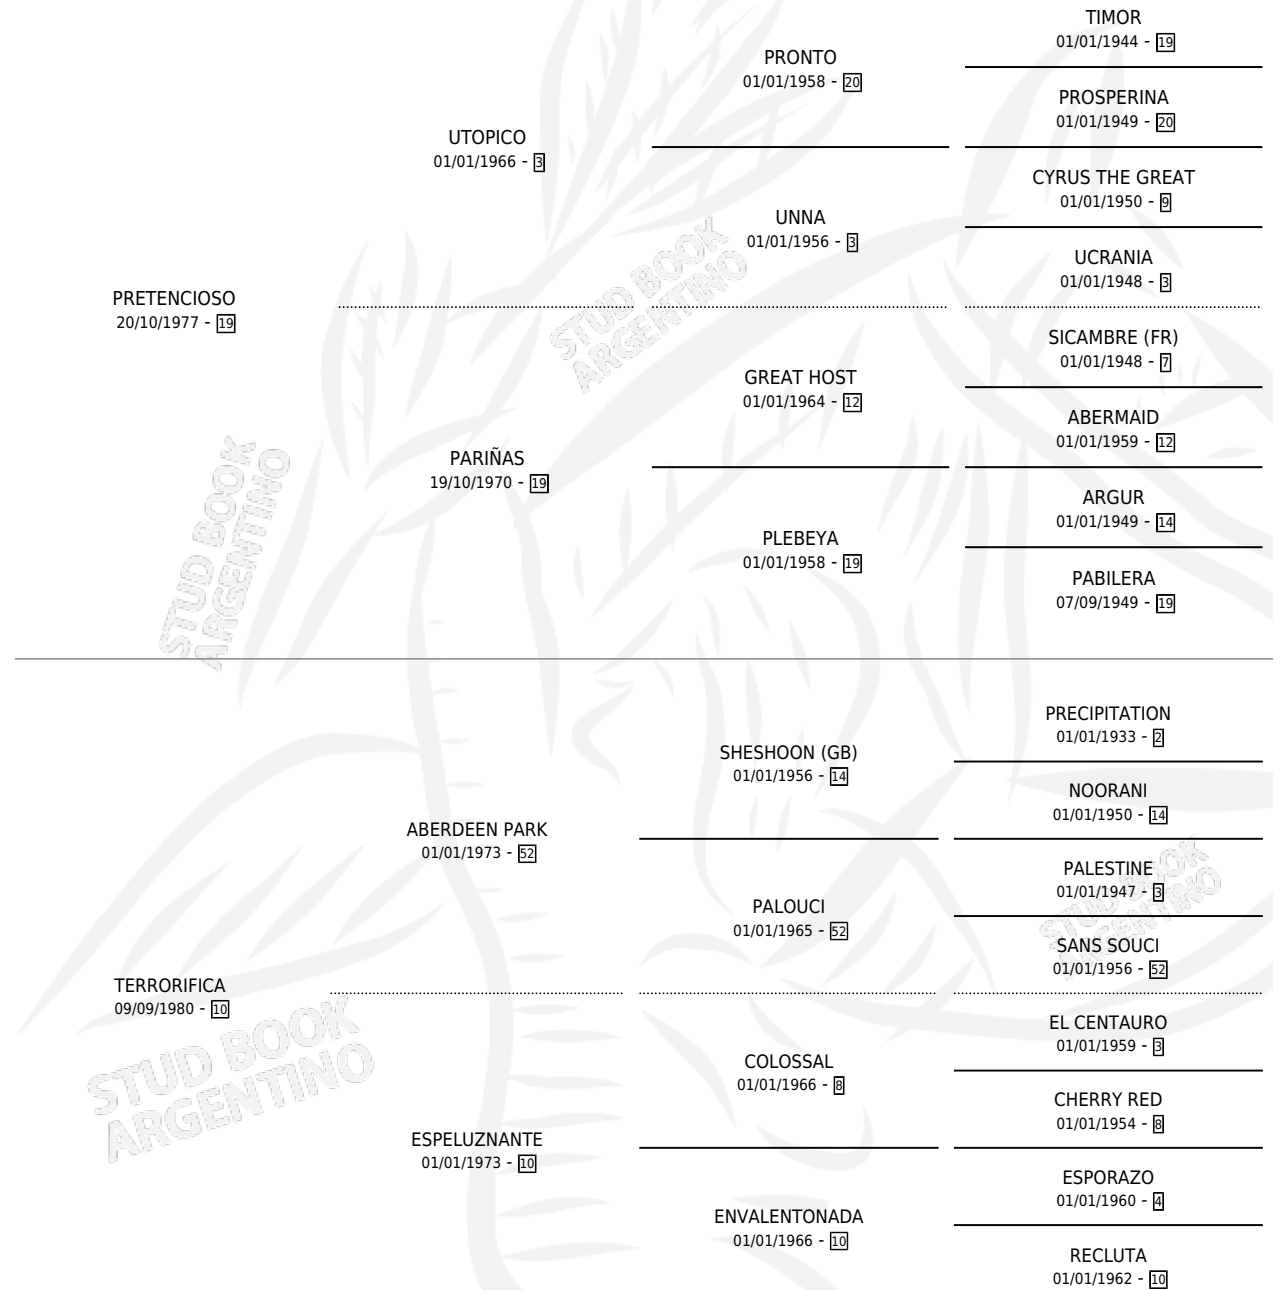 TIMOR
01/01/1944 - 19
PRONTO
01/01/1958 - 20
PROSPERINA
01/01/1949 - 20
UTOPICO
01/01/1966 - 3
CYRUS THE GREAT
01/01/1950 - 9
UNNA
01/01/1956 - 3
UCRANIA
01/01/1948 - 3
PRETENCIOSO
20/10/1977 - 19
SICAMBRE (FR)
01/01/1948 - 7
GREAT HOST
01/01/1964 - 12
ABERMAID
01/01/1959 - 12
PARIÑAS
19/10/1970 - 19
ARGUR
01/01/1949 - 14
PLEBEYA
01/01/1958 - 19
PABILERA
07/09/1949 - 19
STUD BOOK
ARGENTINO
STUD BOOK
ARGENTINO
PRECIPITATION
01/01/1933 - 2
SHESHOON (GB)
01/01/1956 - 14
NOORANI
01/01/1950 - 14
ABERDEEN PARK
01/01/1973 - 52
PALESTINE
01/01/1947 - 3
PALOUCI
01/01/1965 - 52
SANS SOUCI
01/01/1956 - 52
TERRORIFICA
09/09/1980 - 10
EL CENTAURO
01/01/1959 - 3
COLOSSAL
01/01/1966 - 8
CHERRY RED
01/01/1954 - 8
ESPELUZNANTE
01/01/1973 - 10
ESPORAZO
01/01/1960 - 4
ENVALENTONADA
01/01/1966 - 10
RECLUTA
01/01/1962 - 10
STUD BOOK
ARGENTINO
STUD BOOK
ARGENTINO